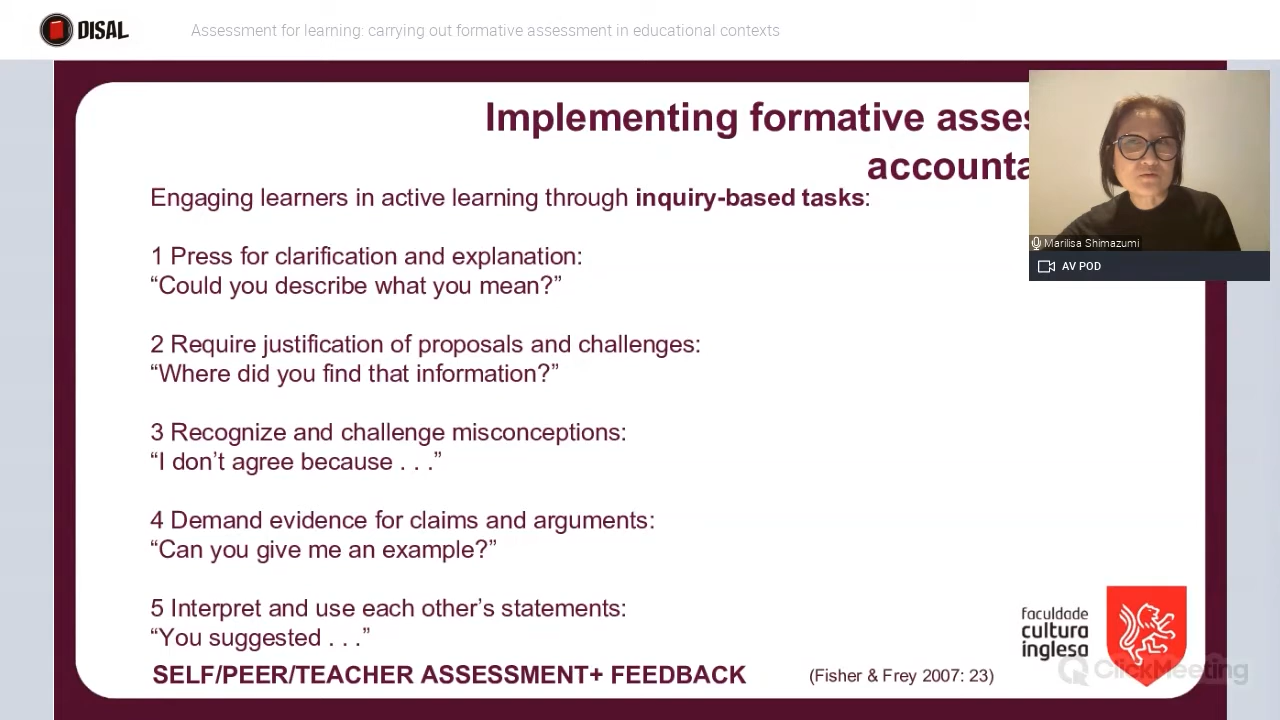 DISAL
Assessment for learning: carrying out formative assessment in educational contexts
Implementing formative asses
accounta
Engaging learners in active learning through inquiry-based tasks:
1 Press for clarification and explanation:
“Could you describe what you mean?”
2 Require justification of proposals and challenges:
“Where did you find that information?”
3 Recognize and challenge misconceptions:
“I don’t agree because . . .”
4 Demand evidence for claims and arguments:
“Can you give me an example?”
5 Interpret and use each other’s statements:
“You suggested . . .”
SELF/PEER/TEACHER ASSESSMENT+ FEEDBACK
(Fisher & Frey 2007: 23)
Marilisa Shimazumi
AV POD
faculdade
cultura
inglesa
ClickMeeting